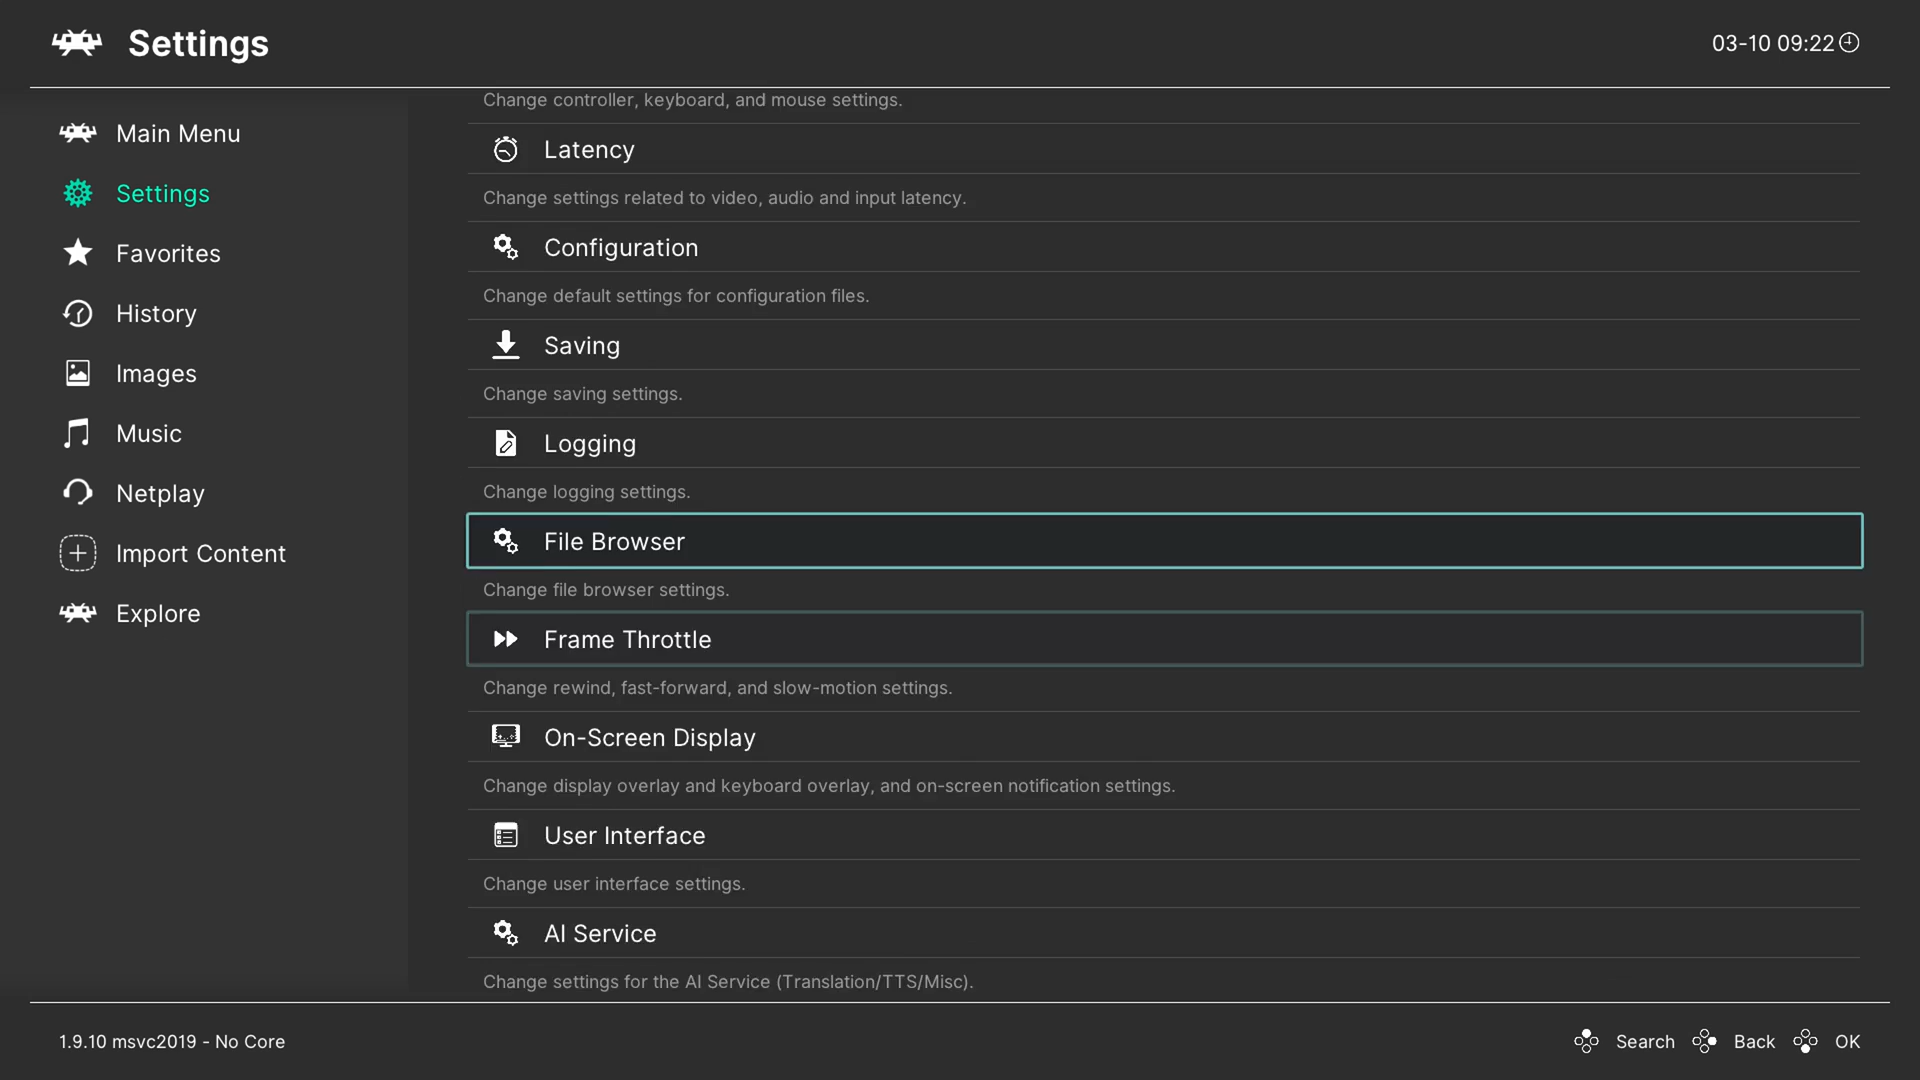 Settings
03-10 09:22
Main Menu
Settings
Favorites
History
Images
Music
Netplay
Import Content
Explore
Change controller, keyboard, and mouse settings.
Latency
Change settings related to video, audio and input latency.
Configuration
Change default settings for configuration files.
Saving
Change saving settings.
Logging
Change logging settings.
File Browser
Change file browser settings.
Frame Throttle
Change rewind, fast-forward, and slow-motion settings.
On-Screen Display
Change display overlay and keyboard overlay, and on-screen notification settings.
User Interface
Change user interface settings.
AI Service
Change settings for the AI Service (Translation/TTS/Misc).
1.9.10 msvc2019 - No Core
Search Back OK